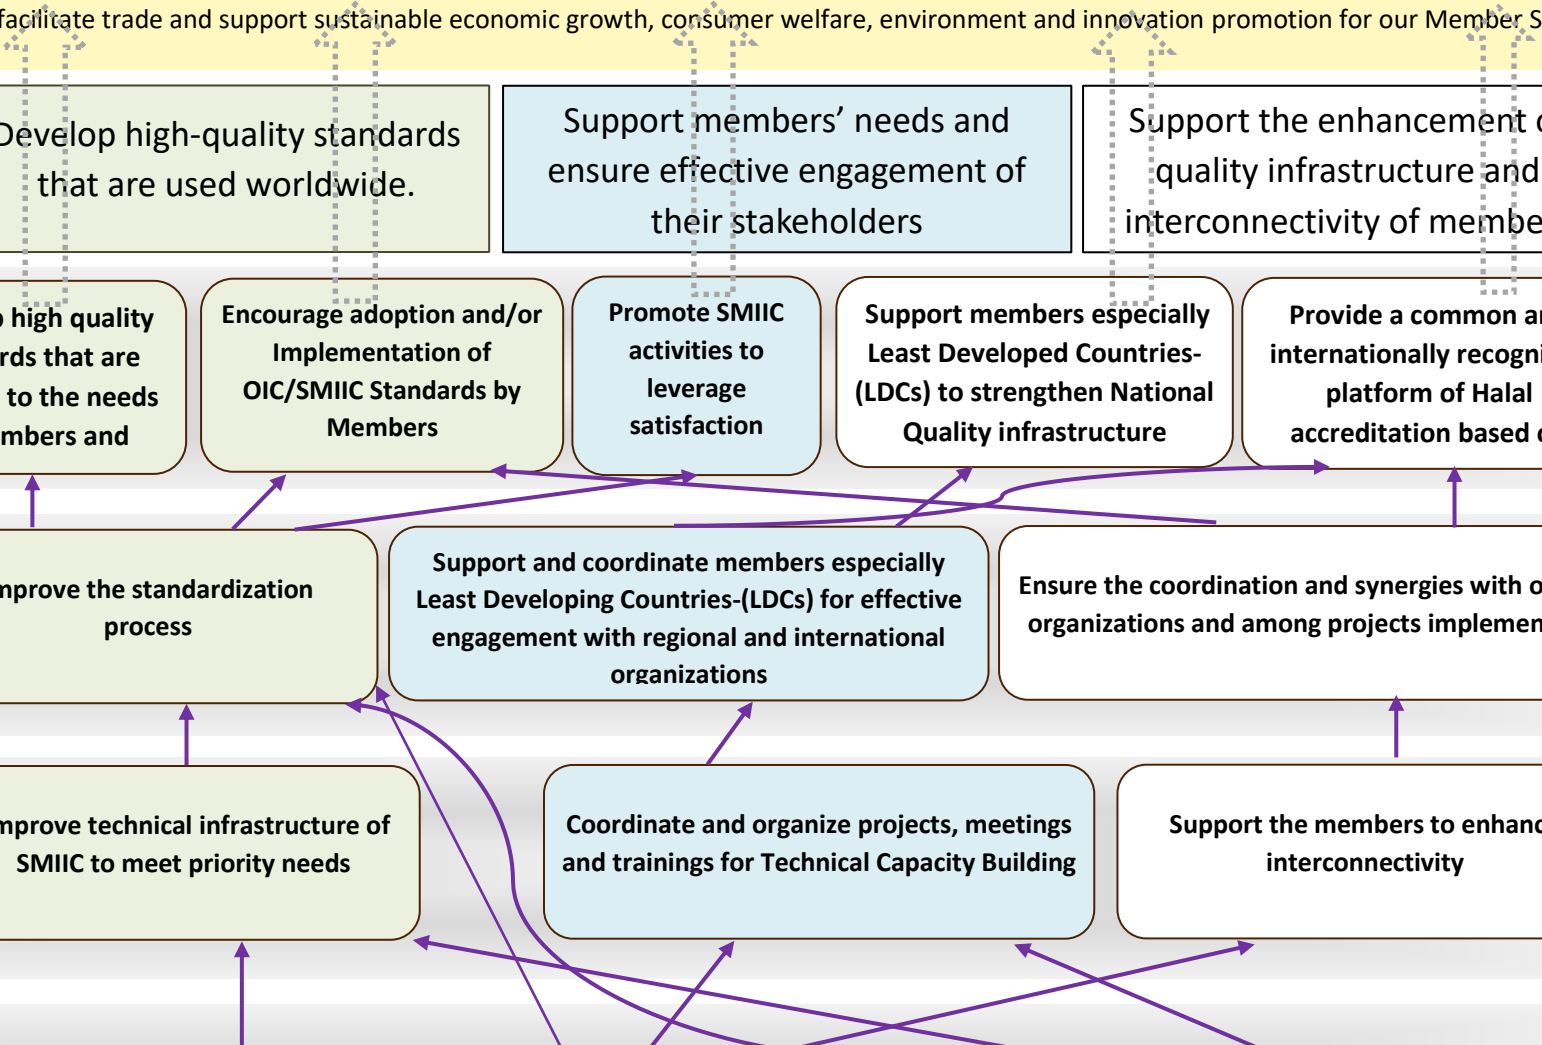 facilitate trade and support sustainable economic growth, consumer welfare, environment and innovation promotion for our Member S
Develop high-quality standards
that are used worldwide.
Support members’ needs and
ensure effective engagement of
their stakeholders
Support the enhancement
quality infrastructure and
interconnectivity of membe
high quality
rds that are
to the needs
mbers and
Encourage adoption and/or
Implementation of
OIC/SMIIC Standards by
Members
Promote SMIIC
activities to
leverage
satisfaction
Support members especially
Least Developed Countries-
(LDCs) to strengthen National
Quality infrastructure
Provide a common a
internationally recogni
platform of Halal
accreditation based
mprove the standardization
process
Support and coordinate members especially
Least Developing Countries-(LDCs) for effective
engagement with regional and international
organizations
Ensure the coordination and synergies with o
organizations and among projects implemen
mprove technical infrastructure of
SMIIC to meet priority needs
Coordinate and organize projects, meetings
and trainings for Technical Capacity Building
Support the members to enhanc
interconnectivity